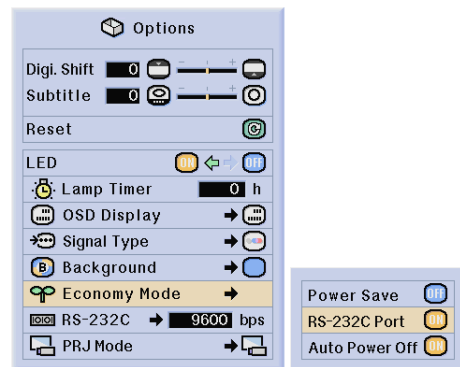 Options
Digi. Shift 0 - +
Subtitle 0 - +
Reset
LED ON OFF
Lamp Timer 0 h
OSD Display
Signal Type
B Background
Economy Mode
RS-232C 9600 bps
PRJ Mode
Power Save OFF
RS-232C Port ON
Auto Power Off ON